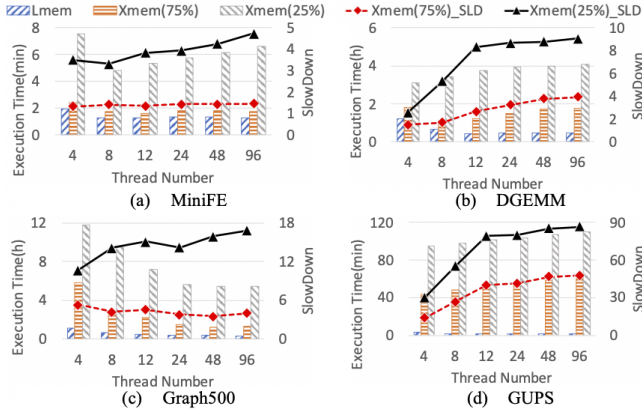 Lmem Xmem(75%) Xmem(25%) Xmem(75%)_SLD Xmem(25%)_SLD
Execution Time(min)
8
6
4
2
0
5
4
3
2
1
0
SlowDown
4 8 12 24 48 96
Thread Number
(a) MiniFE
Execution Time(h)
6
4
2
0
10
8
6
4
2
0
SlowDown
4 8 12 24 48 96
Thread Number
(b) DGEMM
Execution Time(h)
12
8
4
0
18
12
6
0
SlowDown
4 8 12 24 48 96
Thread Number
(c) Graph500
Execution Time(min)
120
80
40
0
90
60
30
0
SlowDown
4 8 12 24 48 96
Thread Number
(d) GUPS